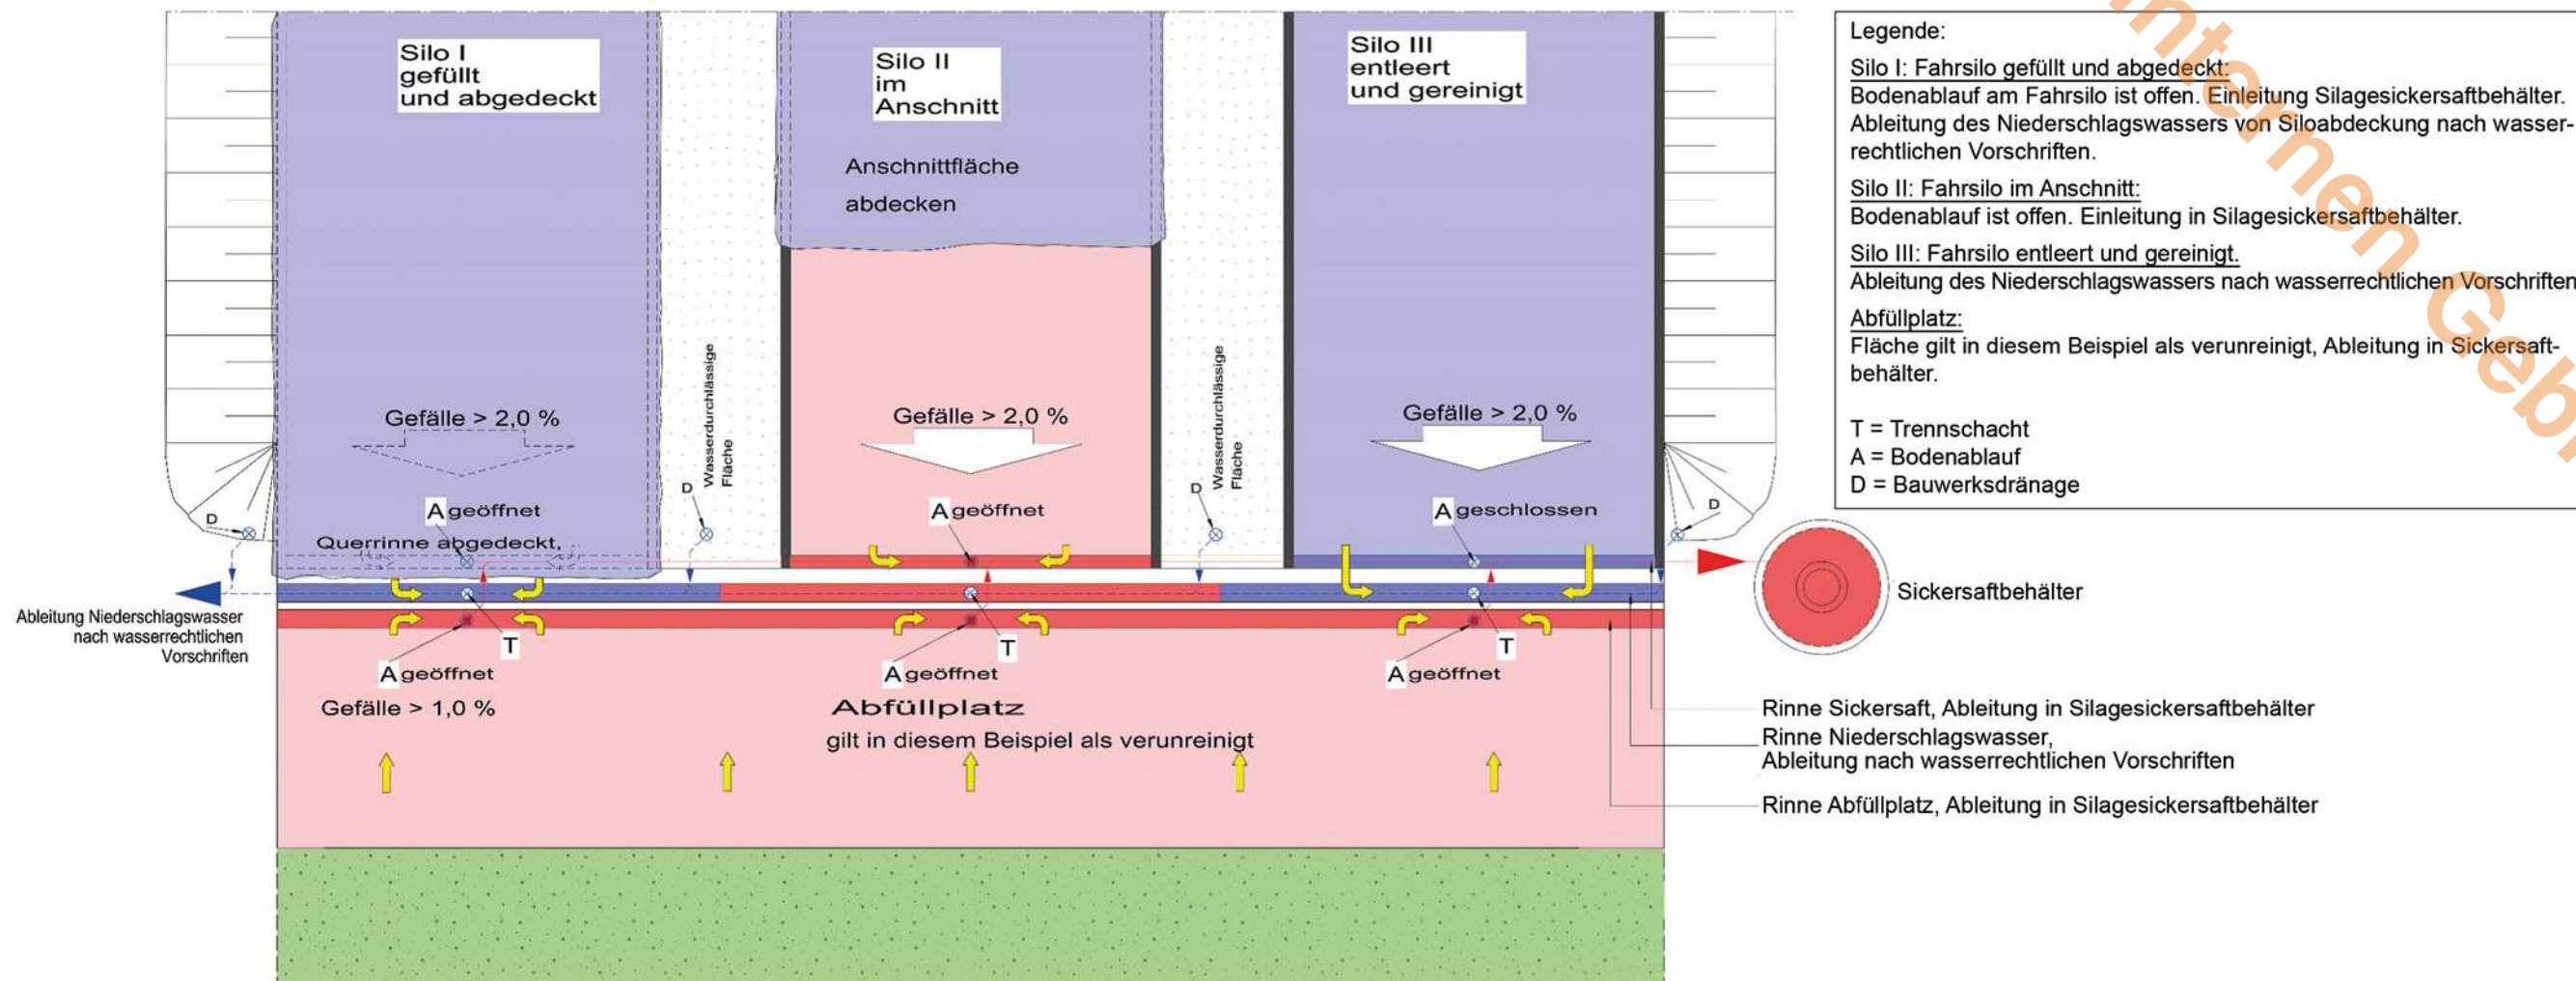 Silo I
gefüllt
und abgedeckt
Silo II
im
Anschnitt
Anschnittfläche
abdecken
Silo III
entleert
und gereinigt
Gefälle > 2,0 %
Gefälle > 2,0 %
Gefälle > 2,0 %
Wasserdurchlässige
Fläche
Wasserdurchlässige
Fläche
D
D
D
D
A geöffnet
A geöffnet
A geschlossen
Querrinne abgedeckt,
Ableitung Niederschlagswasser
nach wasserrechtlichen
Vorschriften
T
T
T
A geöffnet
A geöffnet
A geöffnet
Gefälle > 1,0 %
Abfüllplatz
gilt in diesem Beispiel als verunreinigt
Legende:
Silo I: Fahrsilo gefüllt und abgedeckt:
Bodenablauf am Fahrsilo ist offen. Einleitung Silagesickersaftbehälter.
Ableitung des Niederschlagswassers von Siloabdeckung nach wasser-
rechtlichen Vorschriften.
Silo II: Fahrsilo im Anschnitt:
Bodenablauf ist offen. Einleitung in Silagesickersaftbehälter.
Silo III: Fahrsilo entleert und gereinigt.
Ableitung des Niederschlagswassers nach wasserrechtlichen Vorschriften
Abfüllplatz:
Fläche gilt in diesem Beispiel als verunreinigt, Ableitung in Sickersaft-
behälter.
T = Trennschacht
A = Bodenablauf
D = Bauwerksdränage
Sickersaftbehälter
Rinne Sickersaft, Ableitung in Silagesickersaftbehälter
Rinne Niederschlagswasser,
Ableitung nach wasserrechtlichen Vorschriften
Rinne Abfüllplatz, Ableitung in Silagesickersaftbehälter
internen Geb